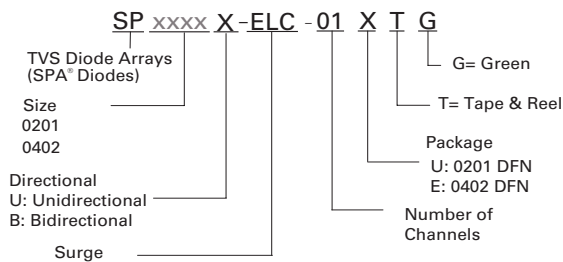 SP xxxx X-ELC-01 X T G
TVS Diode Arrays
(SPA® Diodes)
G= Green
Size
0201
0402
T= Tape & Reel
Package
U: 0201 DFN
E: 0402 DFN
Directional
U: Unidirectional
B: Bidirectional
Number of
Channels
Surge